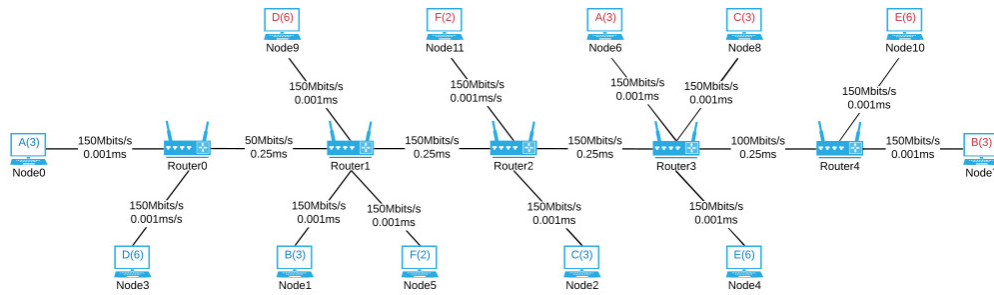 D(6)
F(2)
A(3)
C(3)
E(6)
Node9
Node11
Node6
Node8
Node10
150Mbits/s
0.001ms
150Mbits/s
0.001ms/s
150Mbits/s
0.001ms
150Mbits/s
0.001ms
150Mbits/s
0.001ms
A(3)
Node0
150Mbits/s
0.001ms
Router0
50Mbits/s
0.25ms
Router1
150Mbits/s
0.25ms
Router2
150Mbits/s
0.25ms
Router3
100Mbits/s
0.25ms
Router4
150Mbits/s
0.001ms
B(3)
150Mbits/s
0.001ms/s
150Mbits/s
0.001ms
150Mbits/s
0.001ms
150Mbits/s
0.001ms
150Mbits/s
0.001ms
D(6)
B(3)
F(2)
C(3)
E(6)
Node3
Node1
Node5
Node2
Node4